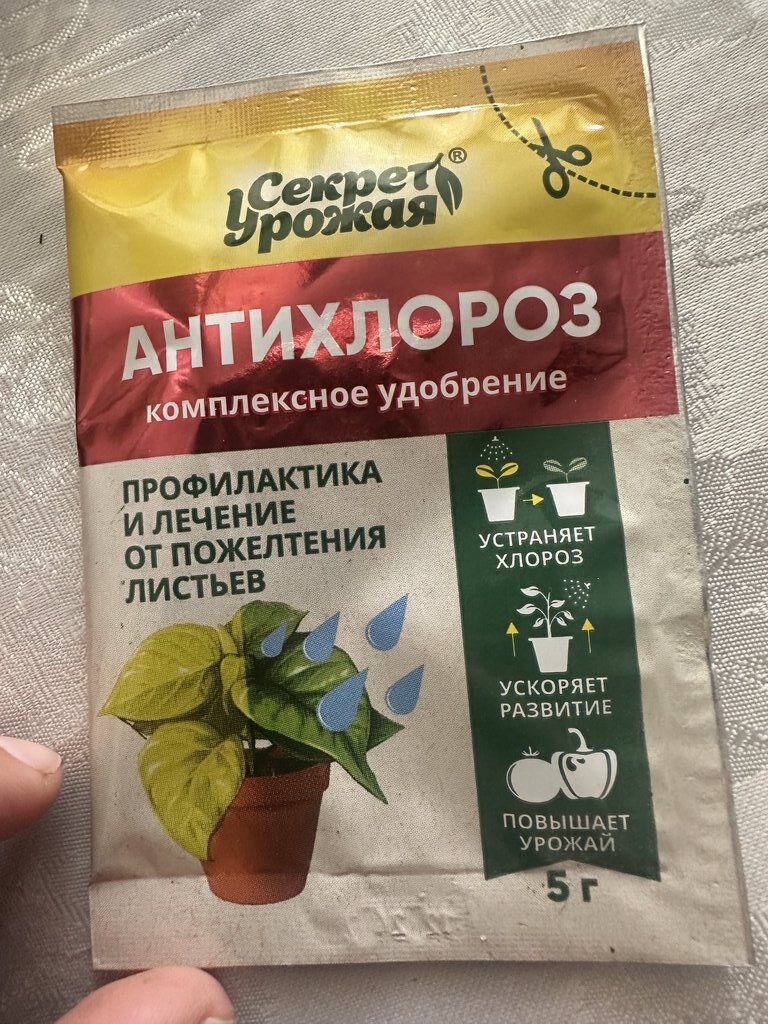 Секрет®
Урожая
АНТИХЛОРОЗ
комплексное удобрение
ПРОФИЛАКТИКА
И ЛЕЧЕНИЕ
ОТ ПОЖЕЛТЕНИЯ
ЛИСТЬЕВ
УСТРАНЯЕТ
ХЛОРОЗ
УСКОРЯЕТ
РАЗВИТИЕ
ПОВЫШАЕТ
УРОЖАЙ
5 г